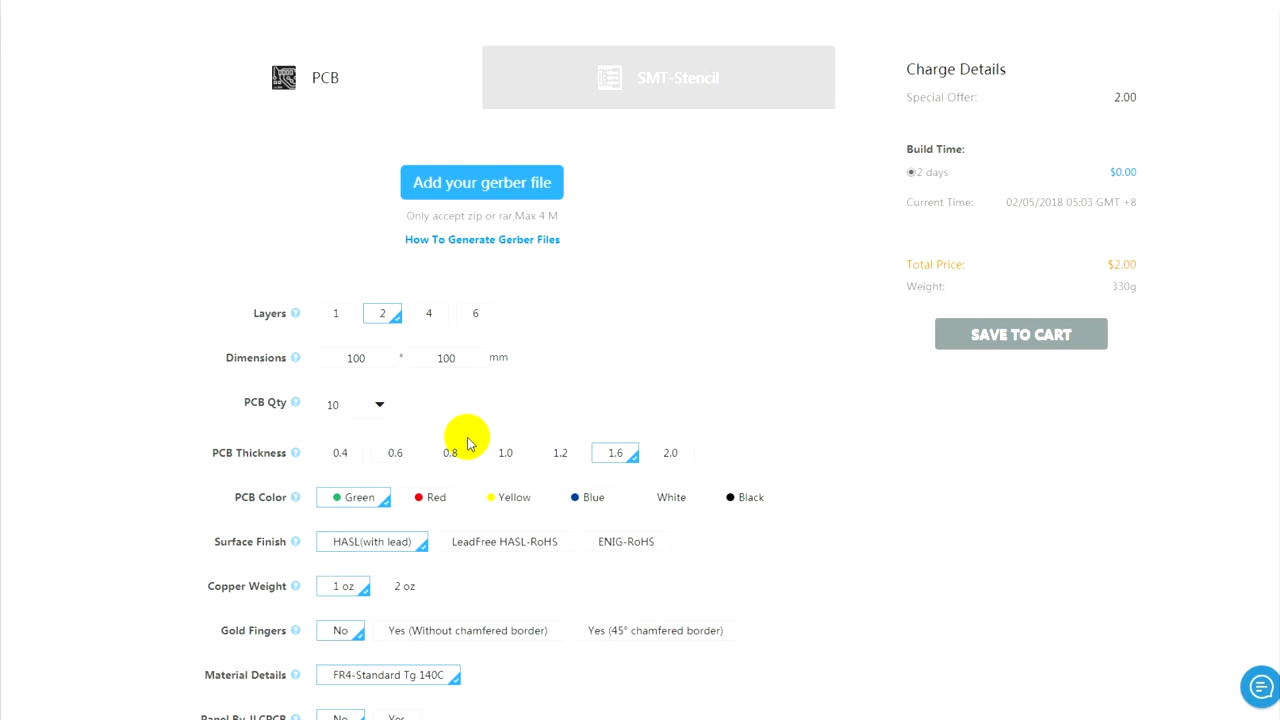 PCB
SMT-Stencil
Add your gerber file
Only accept zip or rar,Max 4 M
How To Generate Gerber Files
Layers ? 1 2 4 6
Dimensions ? 100 * 100 mm
PCB Qty ? 10
PCB Thickness ? 0.4 0.6 0.8 1.0 1.2 1.6 2.0
PCB Color ? Green Red Yellow Blue White Black
Surface Finish ? HASL(with lead) LeadFree HASL-RoHS ENIG-RoHS
Copper Weight ? 1 oz 2 oz
Gold Fingers ? No Yes (Without chamfered border) Yes (45° chamfered border)
Material Details ? FR4-Standard Tg 140C
Panel By JLCPCB ? No Yes
Charge Details
Special Offer: 2.00
Build Time:
2 days $0.00
Current Time: 02/05/2018 05:03 GMT +8
Total Price: $2.00
Weight: 330g
SAVE TO CART